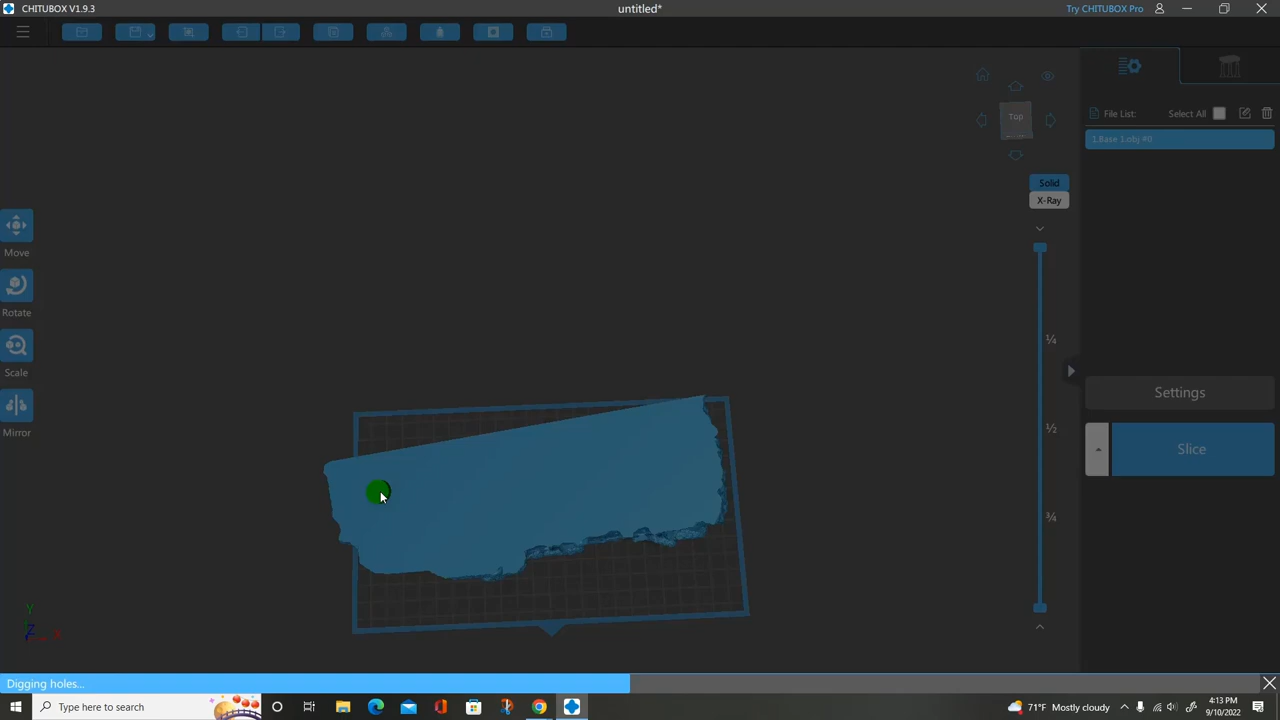 CHITUBOX V1.9.3
untitled*
Try CHITUBOX Pro
File List:
Select All
1.Base 1.obj #0
Top
Solid
X-Ray
Move
Rotate
Scale
Mirror
¼
½
¾
Settings
Slice
Y
Z
X
Digging holes...
Type here to search
71°F Mostly cloudy
4:13 PM
9/10/2022